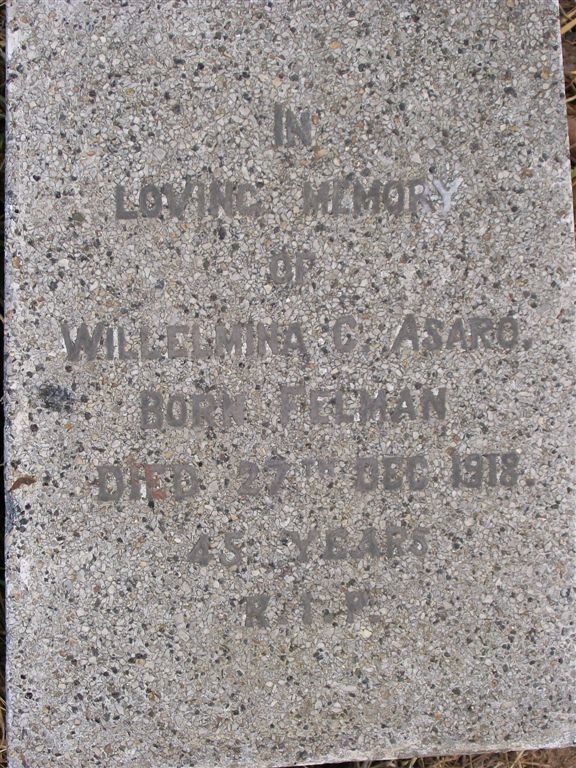 IN
LOVING MEMORY
OF
WILLELMINA C. ASARO.
BORN FELMAN
DIED 27TH DEC 1918.
45 YEARS
R.I.P.